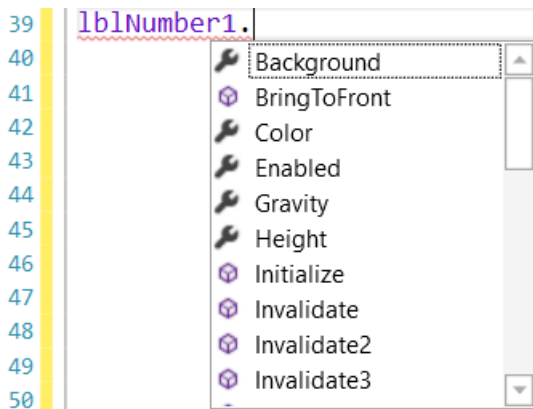 39 lblNumber1.
40 Background
41 BringToFront
42 Color
43 Enabled
44 Gravity
45 Height
46 Initialize
47 Invalidate
48 Invalidate2
49 Invalidate3
50